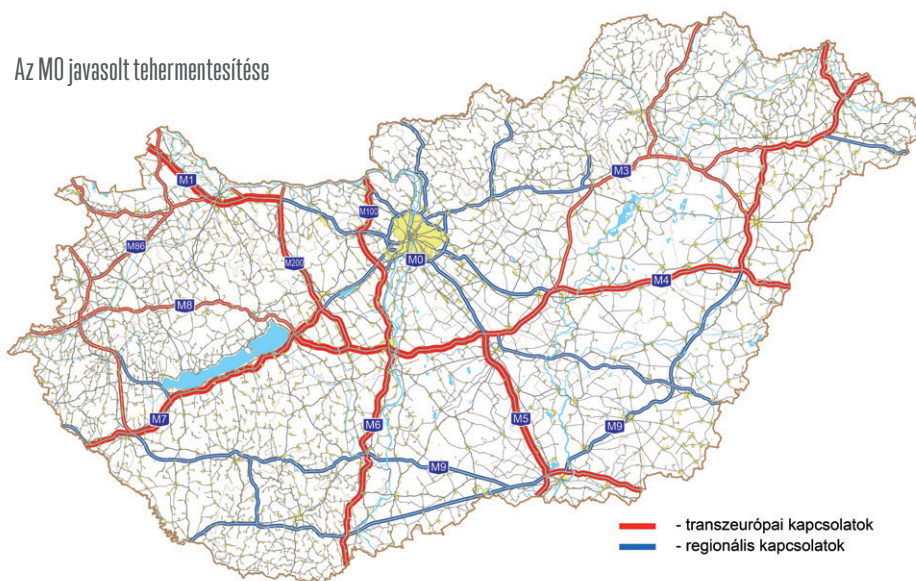 Az M0 javasolt tehermentesítése
M1
M3
M100
M86
M0
M200
M4
M8
M7
M6
M5
M9
M9
- transzeurópai kapcsolatok
- regionális kapcsolatok